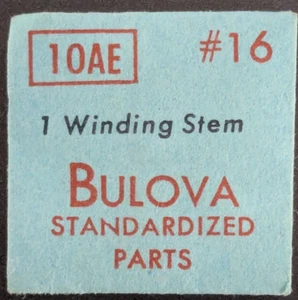 10AE #16
1 Winding Stem
BULOVA
STANDARDIZED
PARTS